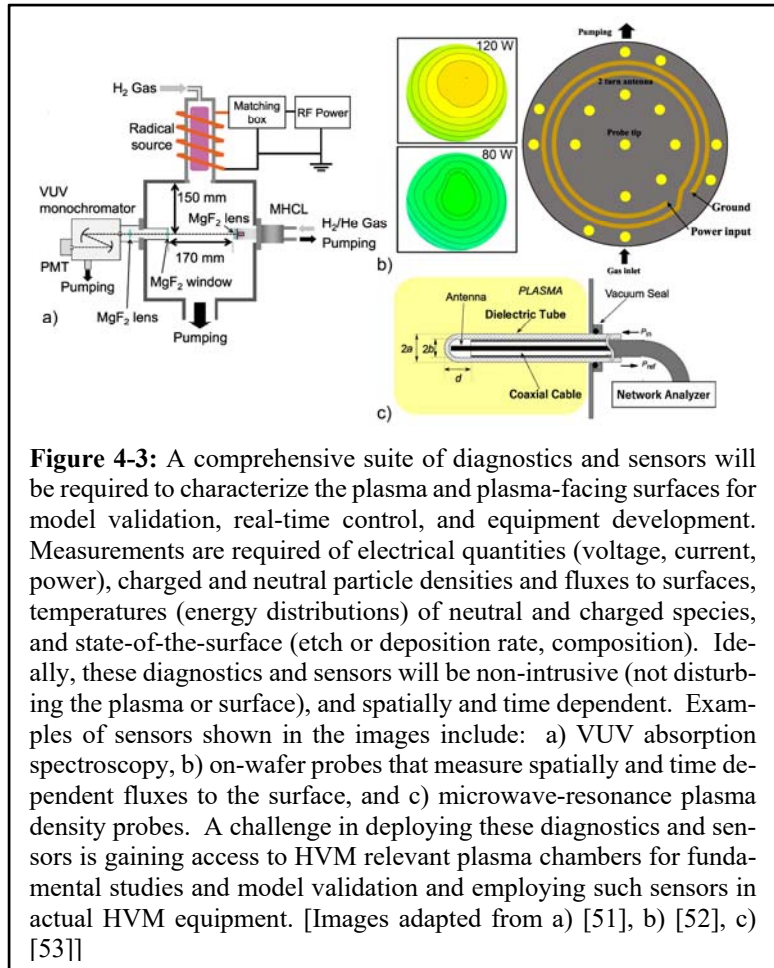 H₂ Gas
Matching box
RF Power
Radical source
VUV monochromator
150 mm
MgF₂ lens
MHCL
H₂/He Gas
Pumping
PMT
170 mm
Pumping
MgF₂ window
MgF₂ lens
a)
Pumping
120 W
80 W
b)
Pumping
2 turn antenna
Probe tip
Ground
Power input
Gas inlet
PLASMA
Vacuum Seal
Antenna
Dielectric Tube
Pin
2a
2b
Pref
d
Coaxial Cable
Network Analyzer
c)
Figure 4-3: A comprehensive suite of diagnostics and sensors will
be required to characterize the plasma and plasma-facing surfaces for
model validation, real-time control, and equipment development.
Measurements are required of electrical quantities (voltage, current,
power), charged and neutral particle densities and fluxes to surfaces,
temperatures (energy distributions) of neutral and charged species,
and state-of-the-surface (etch or deposition rate, composition). Ide-
ally, these diagnostics and sensors will be non-intrusive (not disturb-
ing the plasma or surface), and spatially and time dependent. Exam-
ples of sensors shown in the images include: a) VUV absorption
spectroscopy, b) on-wafer probes that measure spatially and time de-
pendent fluxes to the surface, and c) microwave-resonance plasma
density probes. A challenge in deploying these diagnostics and sen-
sors is gaining access to HVM relevant plasma chambers for funda-
mental studies and model validation and employing such sensors in
actual HVM equipment. [Images adapted from a) [51], b) [52], c)
[53]]